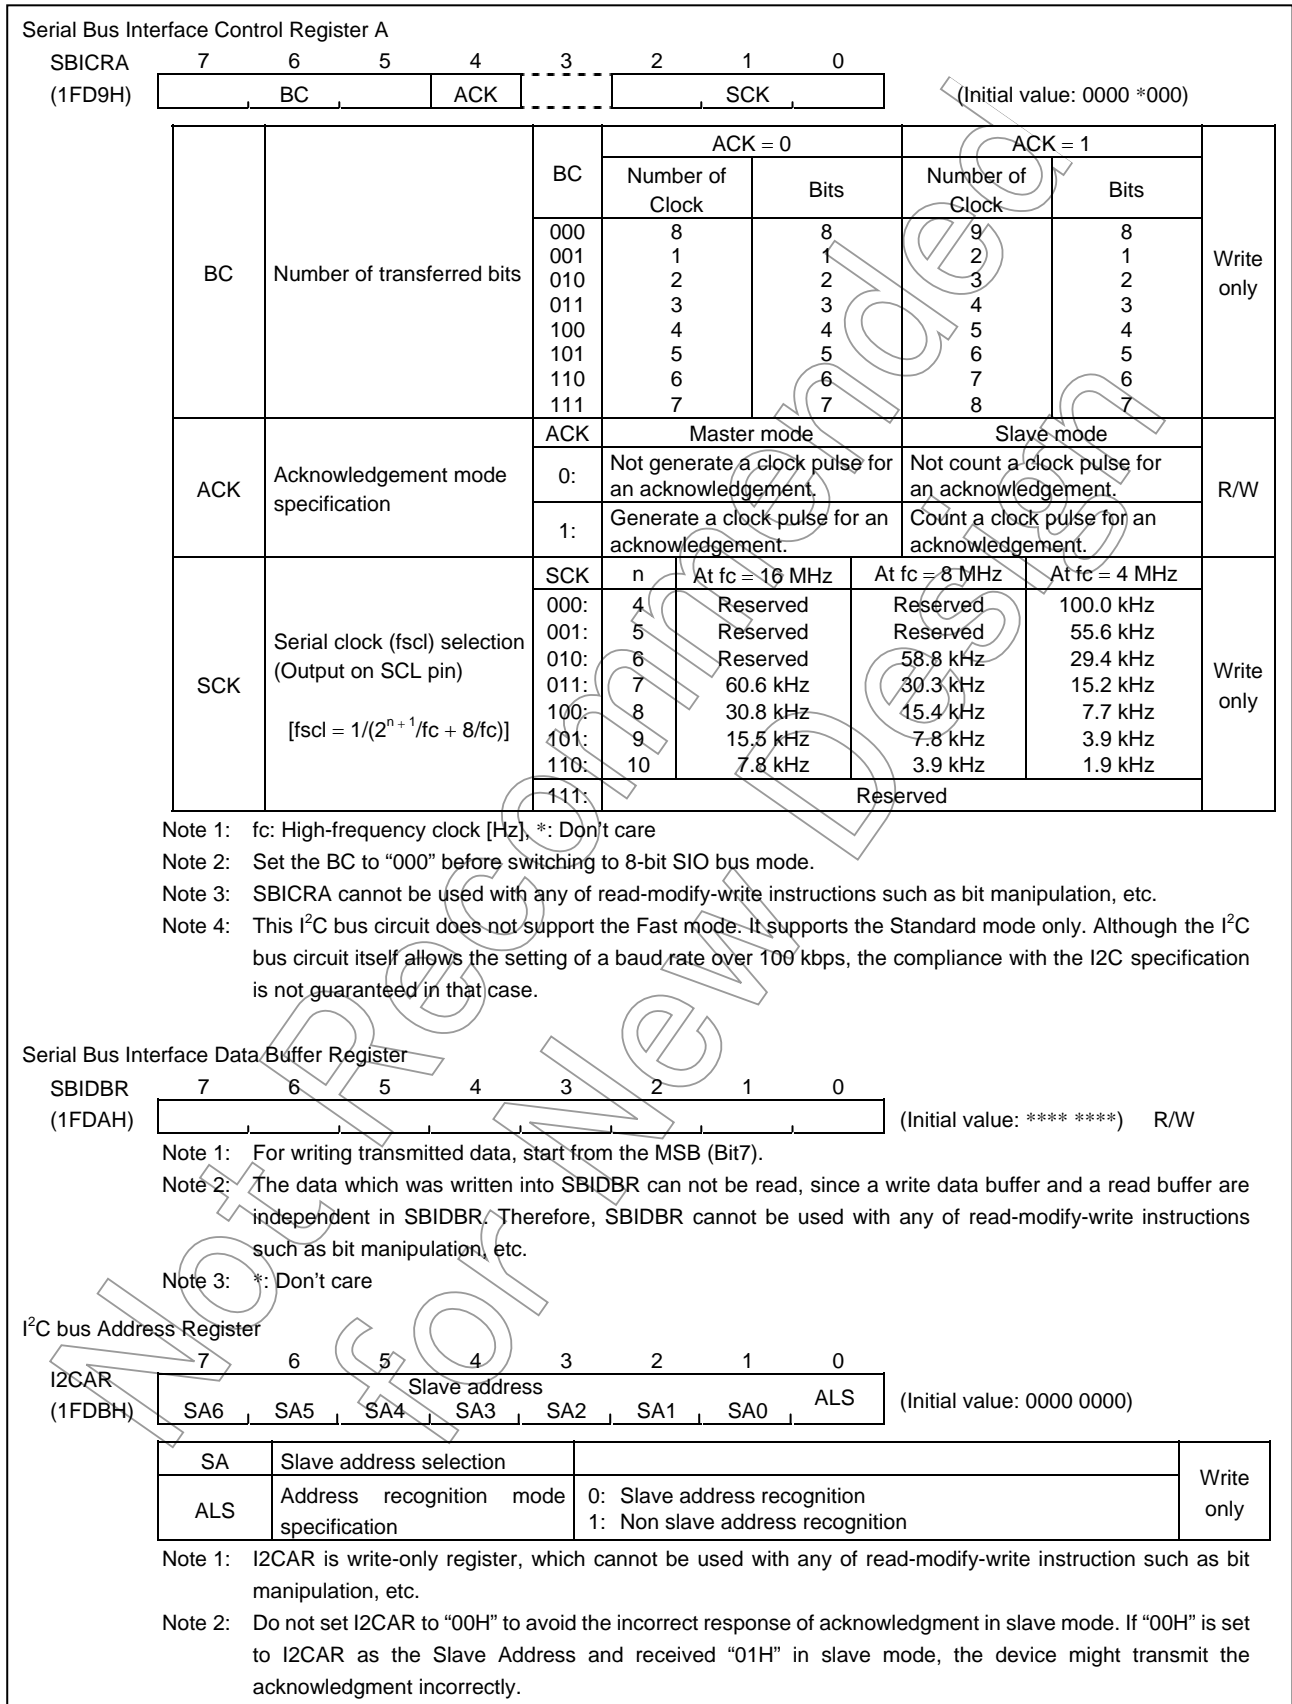 Serial Bus Interface Control Register A
SBICRA 7 6 5 4 3 2 1 0
(1FD9H) BC ACK SCK (Initial value: 0000 *000)
BC Number of transferred bits BC ACK = 0 ACK = 1 Write only
Number of Clock Bits Number of Clock Bits
000 8 8 9 8
001 1 1 2 1
010 2 2 3 2
011 3 3 4 3
100 4 4 5 4
101 5 5 6 5
110 6 6 7 6
111 7 7 8 7
ACK Acknowledgement mode specification ACK Master mode Slave mode R/W
0: Not generate a clock pulse for an acknowledgement. Not count a clock pulse for an acknowledgement.
1: Generate a clock pulse for an acknowledgement. Count a clock pulse for an acknowledgement.
SCK Serial clock (fscl) selection (Output on SCL pin) [fscl = 1/(2^{n + 1}/fc + 8/fc)] SCK n At fc = 16 MHz At fc = 8 MHz At fc = 4 MHz Write only
000: 4 Reserved Reserved 100.0 kHz
001: 5 Reserved Reserved 55.6 kHz
010: 6 Reserved 58.8 kHz 29.4 kHz
011: 7 60.6 kHz 30.3 kHz 15.2 kHz
100: 8 30.8 kHz 15.4 kHz 7.7 kHz
101: 9 15.5 kHz 7.8 kHz 3.9 kHz
110: 10 7.8 kHz 3.9 kHz 1.9 kHz
111: Reserved
Note 1: fc: High-frequency clock [Hz], *: Don't care
Note 2: Set the BC to “000” before switching to 8-bit SIO bus mode.
Note 3: SBICRA cannot be used with any of read-modify-write instructions such as bit manipulation, etc.
Note 4: This I²C bus circuit does not support the Fast mode. It supports the Standard mode only. Although the I²C
bus circuit itself allows the setting of a baud rate over 100 kbps, the compliance with the I2C specification
is not guaranteed in that case.
Serial Bus Interface Data Buffer Register
SBIDBR 7 6 5 4 3 2 1 0
(1FDAH) (Initial value: **** ****) R/W
Note 1: For writing transmitted data, start from the MSB (Bit7).
Note 2: The data which was written into SBIDBR can not be read, since a write data buffer and a read buffer are
independent in SBIDBR. Therefore, SBIDBR cannot be used with any of read-modify-write instructions
such as bit manipulation, etc.
Note 3: *: Don't care
I²C bus Address Register
7 6 5 4 3 2 1 0
I2CAR Slave address
(1FDBH) SA6 SA5 SA4 SA3 SA2 SA1 SA0 ALS (Initial value: 0000 0000)
SA Slave address selection Write only
ALS Address recognition mode specification 0: Slave address recognition
1: Non slave address recognition
Note 1: I2CAR is write-only register, which cannot be used with any of read-modify-write instruction such as bit
manipulation, etc.
Note 2: Do not set I2CAR to “00H” to avoid the incorrect response of acknowledgment in slave mode. If “00H” is set
to I2CAR as the Slave Address and received “01H” in slave mode, the device might transmit the
acknowledgment incorrectly.
Not Recommended
for New Design